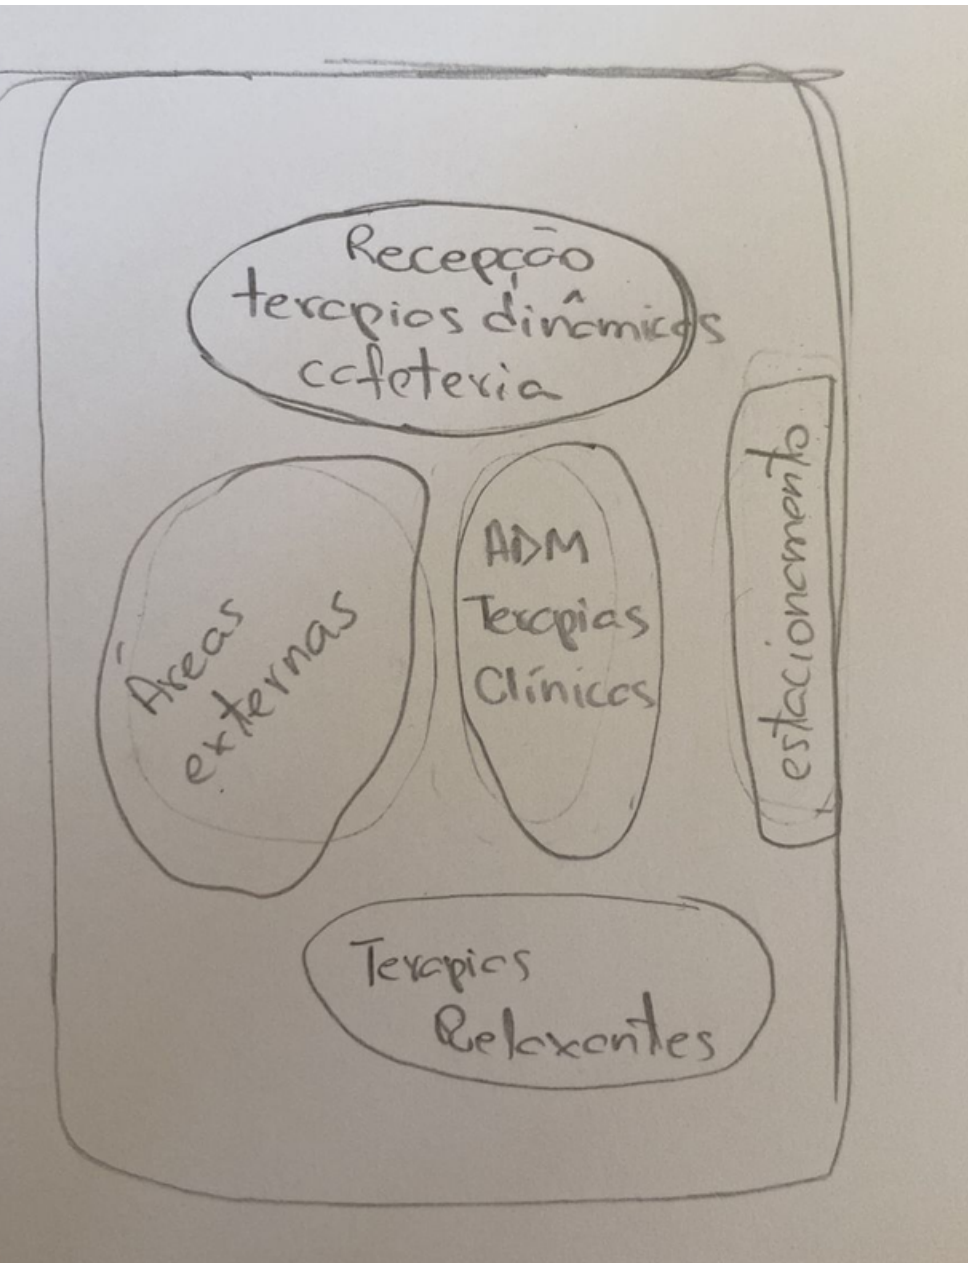 Recepção
terapias dinâmicas
cafeteria
Áreas
externas
ADM
Terapias
Clínicas
estacionamento
Terapias
Relaxantes